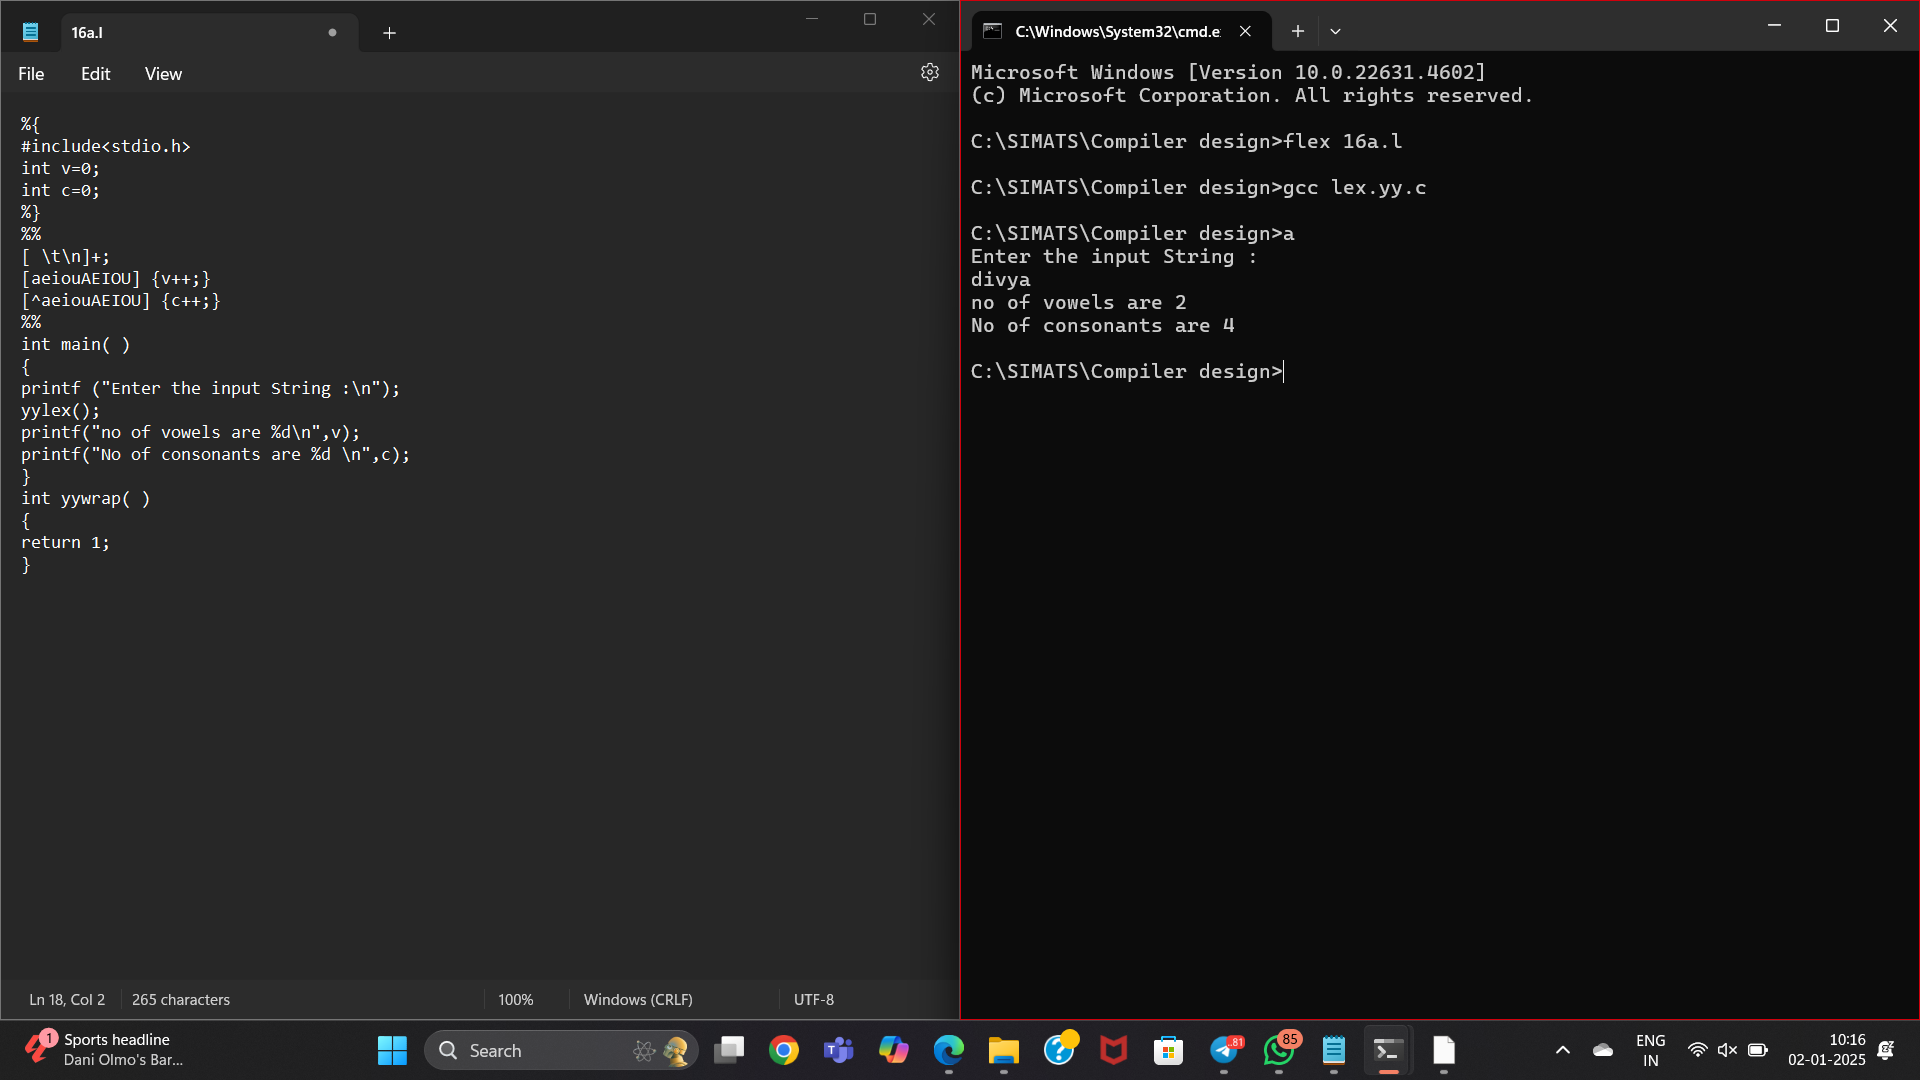 16a.l
File Edit View
%{
#include<stdio.h>
int v=0;
int c=0;
%}
%%
[ \t\n]+;
[aeiouAEIOU] {v++;}
[^aeiouAEIOU] {c++;}
%%
int main( )
{
printf ("Enter the input String :\n");
yylex();
printf("no of vowels are %d\n",v);
printf("No of consonants are %d \n",c);
}
int yywrap( )
{
return 1;
}
Ln 18, Col 2 265 characters 100% Windows (CRLF) UTF-8
C:\Windows\System32\cmd.e
Microsoft Windows [Version 10.0.22631.4602]
(c) Microsoft Corporation. All rights reserved.
C:\SIMATS\Compiler design>flex 16a.l
C:\SIMATS\Compiler design>gcc lex.yy.c
C:\SIMATS\Compiler design>a
Enter the input String :
divya
no of vowels are 2
No of consonants are 4
C:\SIMATS\Compiler design>
1
Sports headline
Dani Olmo's Bar...
Search
81
85
ENG
IN
10:16
02-01-2025